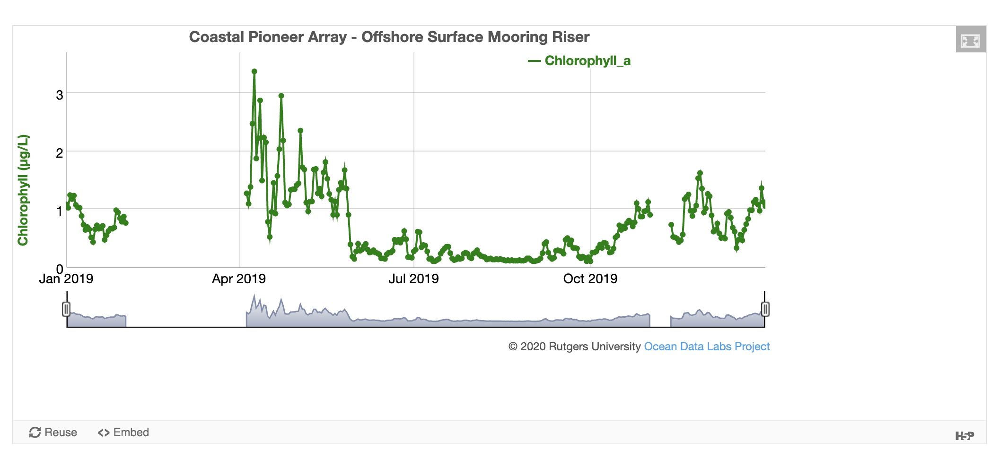 Coastal Pioneer Array - Offshore Surface Mooring Riser
Chlorophyll_a
Chlorophyll (µg/L)
3
2
1
0
Jan 2019 Apr 2019 Jul 2019 Oct 2019
© 2020 Rutgers University Ocean Data Labs Project
Reuse <> Embed
H5P